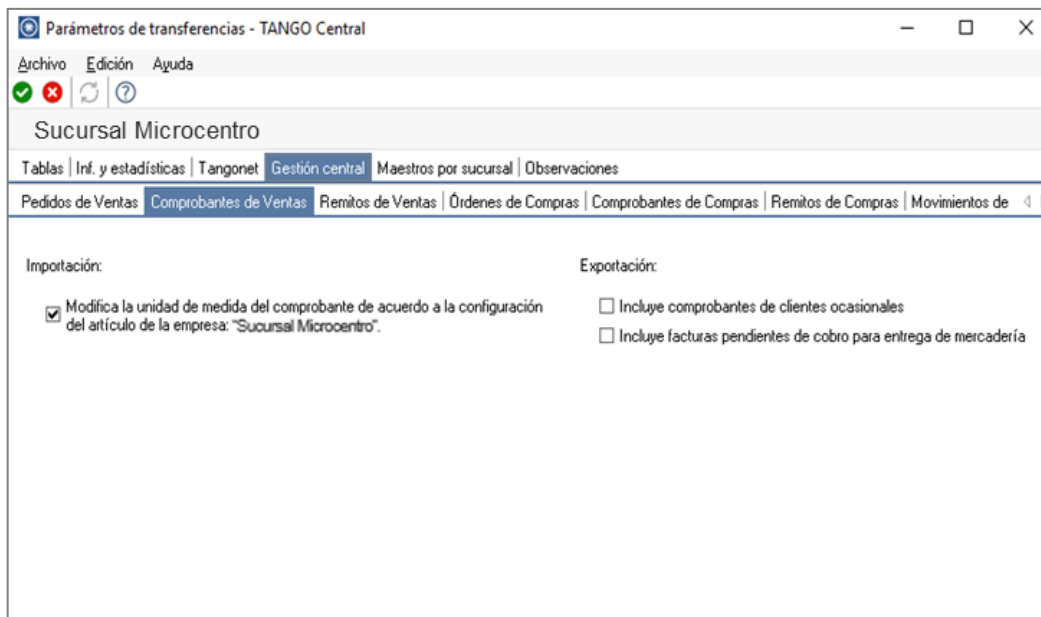 Parámetros de transferencias - TANGO Central
Archivo Edición Ayuda
Sucursal Microcentro
Tablas | Inf. y estadísticas | Tangonet | Gestión central | Maestros por sucursal | Observaciones
Pedidos de Ventas | Comprobantes de Ventas | Remitos de Ventas | Órdenes de Compras | Comprobantes de Compras | Remitos de Compras | Movimientos de
Importación:
Modifica la unidad de medida del comprobante de acuerdo a la configuración
del artículo de la empresa: "Sucursal Microcentro".
Exportación:
Incluye comprobantes de clientes ocasionales
Incluye facturas pendientes de cobro para entrega de mercadería